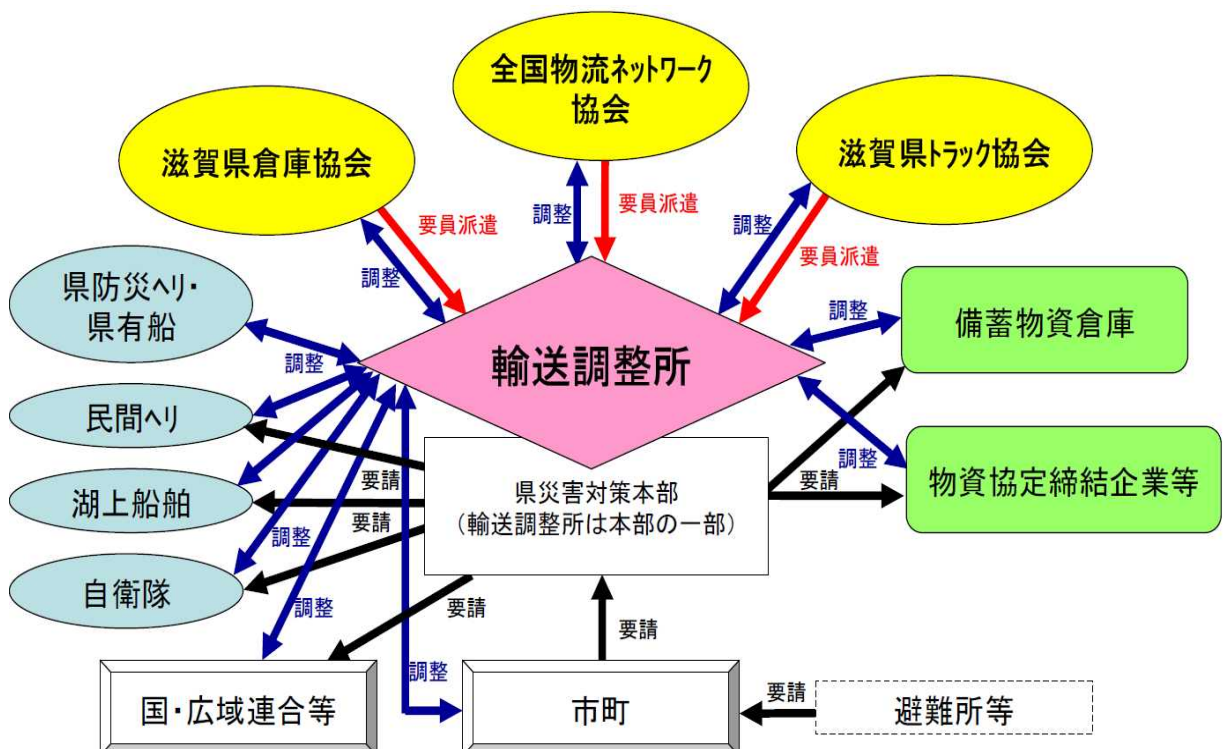 全国物流ネットワーク
協会
滋賀県倉庫協会
滋賀県トラック協会
要員派遣
調整
調整
要員派遣
調整
要員派遣
県防災ヘリ・
県有船
調整
備蓄物資倉庫
輸送調整所
調整
民間ヘリ
調整
物資協定締結企業等
要請
湖上船舶
要請
県災害対策本部
(輸送調整所は本部の一部)
要請
調整
自衛隊
調整
要請
要請
調整
国・広域連合等
市町
要請
避難所等